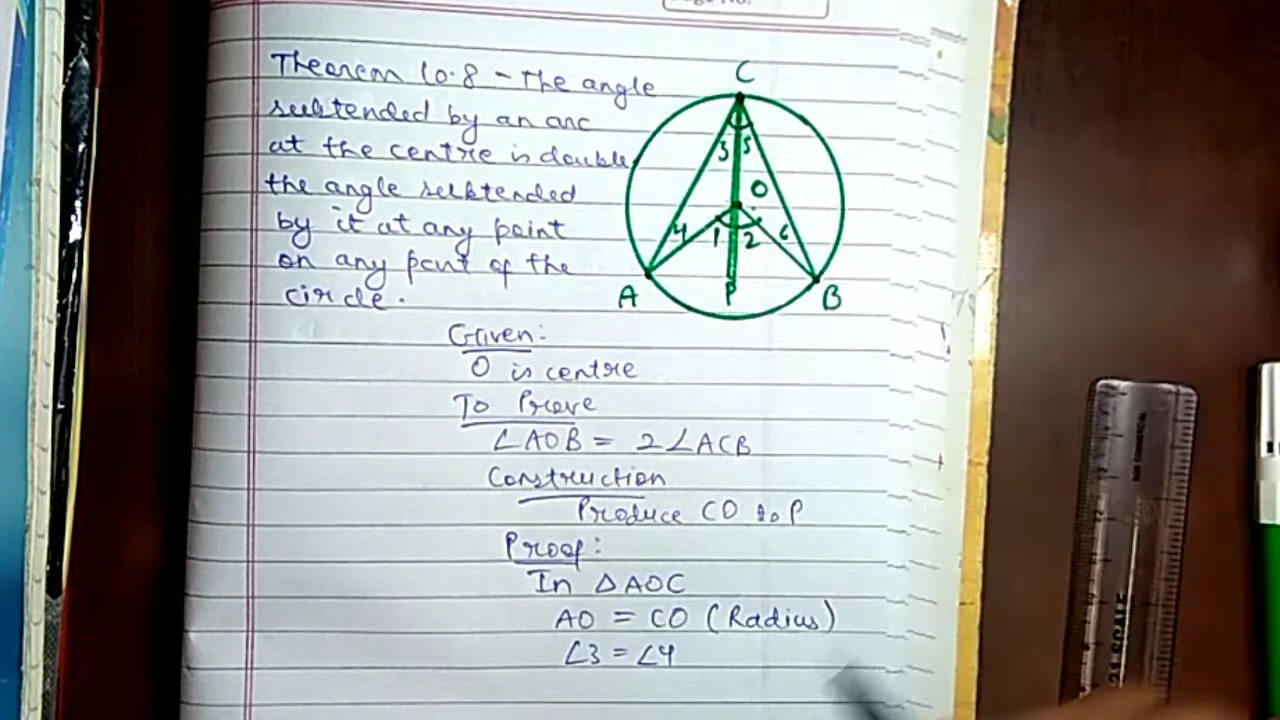 Theorem 10.8 - The angle
subtended by an arc
at the centre is double
the angle subtended
by it at any point
on any part of the
circle.
C
3 5
O
4 1 2 6
A P B
Given:
O is centre
To Prove
∠AOB = 2∠ACB
Construction
Produce CO to P
Proof:
In △AOC
AO = CO (Radius)
∠3 = ∠4